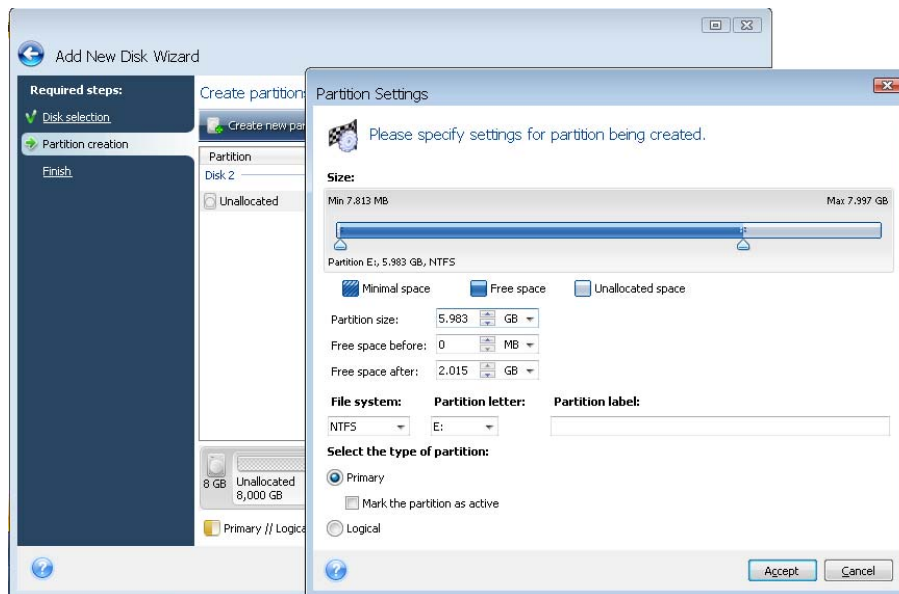 Add New Disk Wizard
Required steps:
Disk selection
Partition creation
Finish
Create partition
Create new par
Partition
Disk 2
Unallocated
8 GB
Unallocated
8,000 GB
Primary // Logica
Partition Settings
Please specify settings for partition being created.
Size:
Min 7.813 MB Max 7.997 GB
Partition E:, 5.983 GB, NTFS
Minimal space Free space Unallocated space
Partition size: 5.983 GB
Free space before: 0 MB
Free space after: 2.015 GB
File system: Partition letter: Partition label:
NTFS E:
Select the type of partition:
Primary
Mark the partition as active
Logical
Accept Cancel